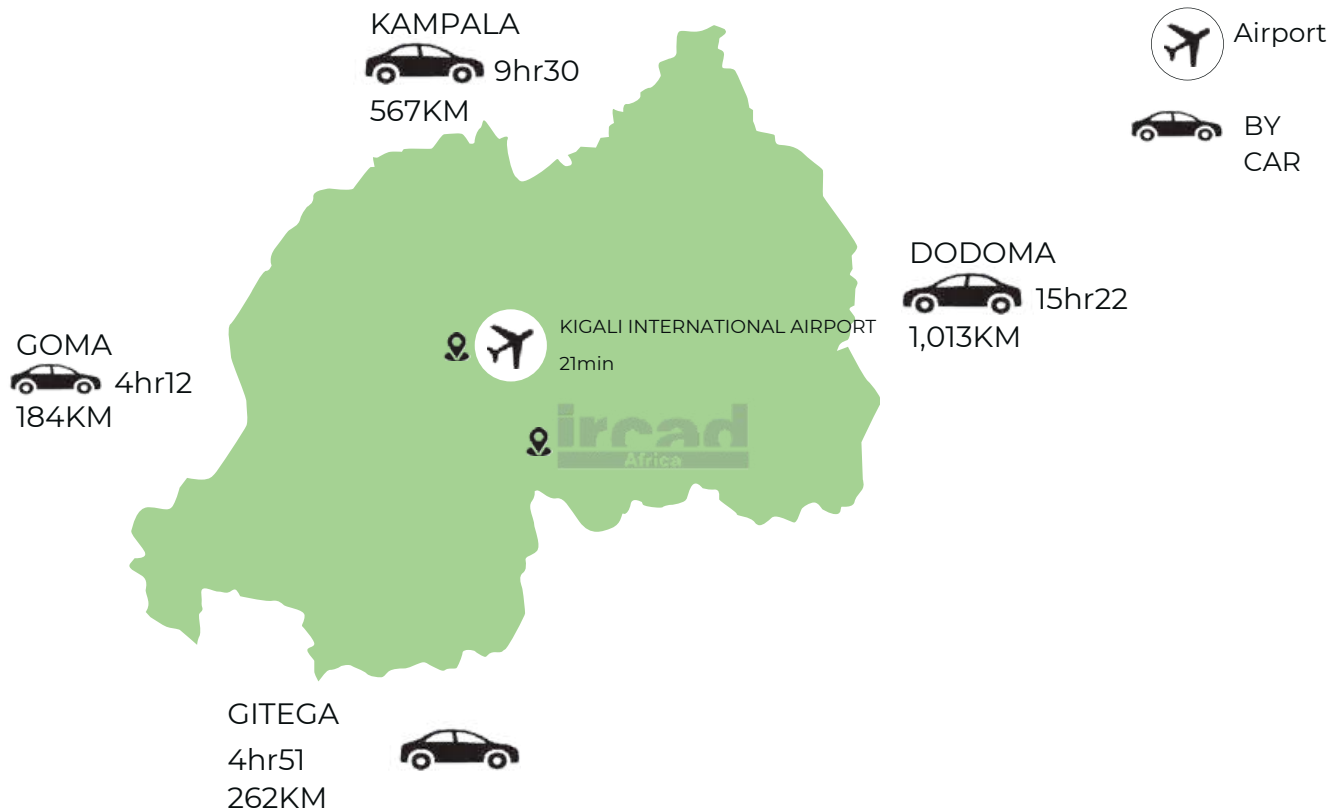 KAMPALA
9hr30
567KM
Airport
BY
CAR
DODOMA
15hr22
1,013KM
KIGALI INTERNATIONAL AIRPORT
21min
GOMA
4hr12
184KM
ircad
Africa
GITEGA
4hr51
262KM